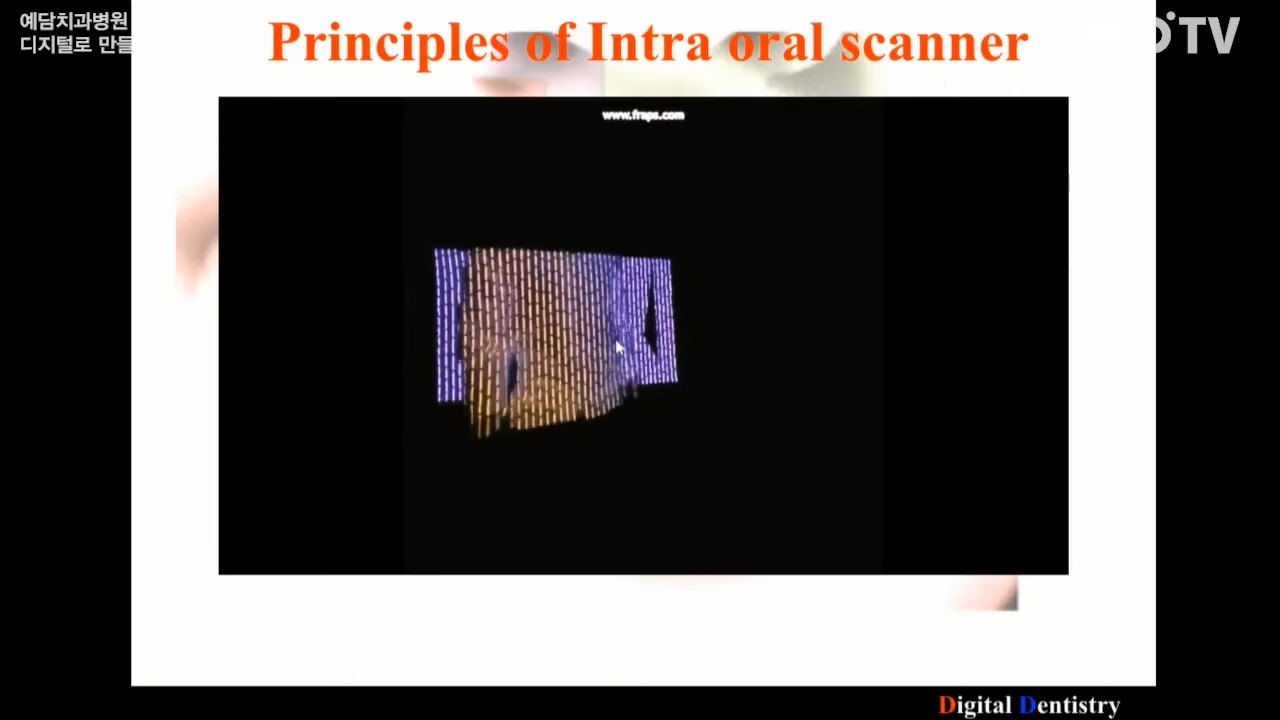 예담치과병원
디지털로 만들
Principles of Intra oral scanner
TV
www.fraps.com
Digital Dentistry